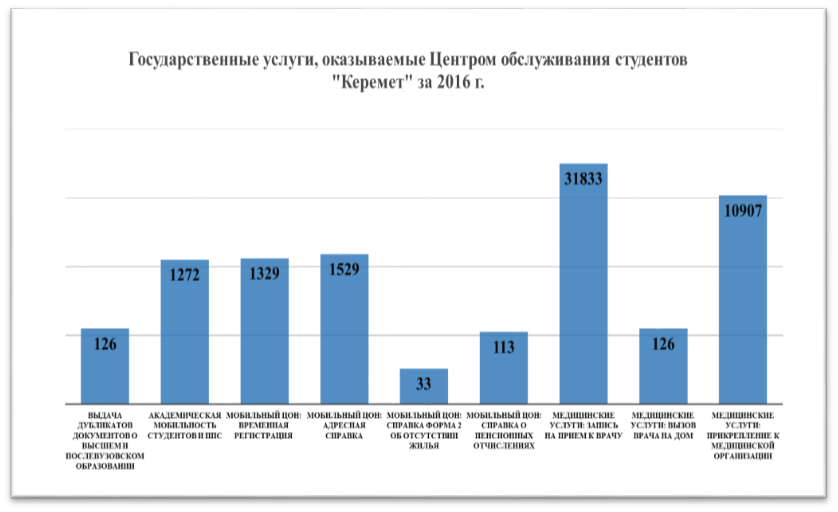 Государственные услуги, оказываемые Центром обслуживания студентов
"Керемет" за 2016 г.
126
1272
1329
1529
33
113
31833
126
10907
ВЫДАЧА
ДУБЛИКАТОВ
ДОКУМЕНТОВ О
ВЫСШЕМ И
ПОСЛЕВУЗОВСКОМ
ОБРАЗОВАНИИ
АКАДЕМИЧЕСКАЯ
МОБИЛЬНОСТЬ
СТУДЕНТОВ И ППС
МОБИЛЬНЫЙ ЦОН:
ВРЕМЕННАЯ
РЕГИСТРАЦИЯ
МОБИЛЬНЫЙ ЦОН:
АДРЕСНАЯ
СПРАВКА
МОБИЛЬНЫЙ ЦОН:
СПРАВКА ФОРМА 2
ОБ ОТСУТСТВИИ
ЖИЛЬЯ
МОБИЛЬНЫЙ ЦОН:
СПРАВКА О
ПЕНСИОННЫХ
ОТЧИСЛЕНИЯХ
МЕДИЦИНСКИЕ
УСЛУГИ: ЗАПИСЬ
НА ПРИЕМ К ВРАЧУ
МЕДИЦИНСКИЕ
УСЛУГИ: ВЫЗОВ
ВРАЧА НА ДОМ
МЕДИЦИНСКИЕ
УСЛУГИ:
ПРИКРЕПЛЕНИЕ К
МЕДИЦИНСКОЙ
ОРГАНИЗАЦИИ